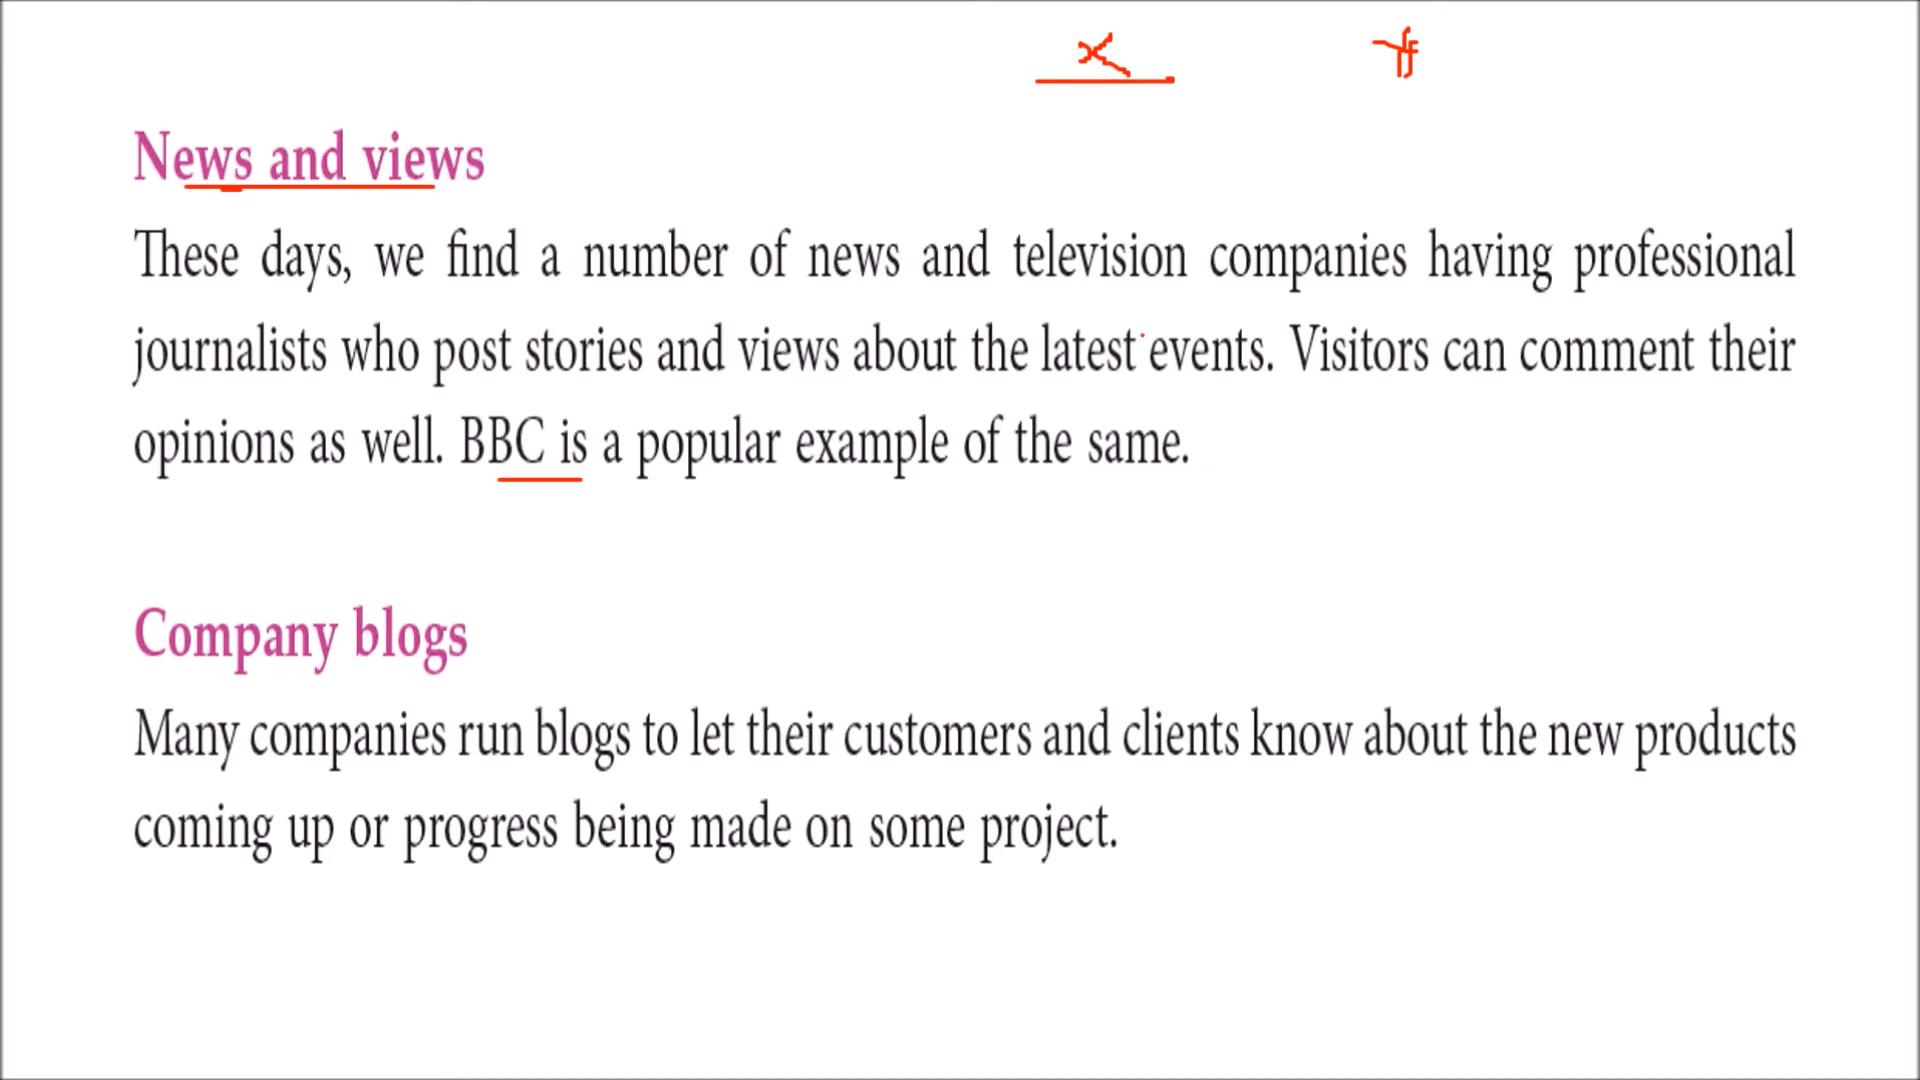 News and views
These days, we find a number of news and television companies having professional
journalists who post stories and views about the latest events. Visitors can comment their
opinions as well. BBC is a popular example of the same.
Company blogs
Many companies run blogs to let their customers and clients know about the new products
coming up or progress being made on some project.